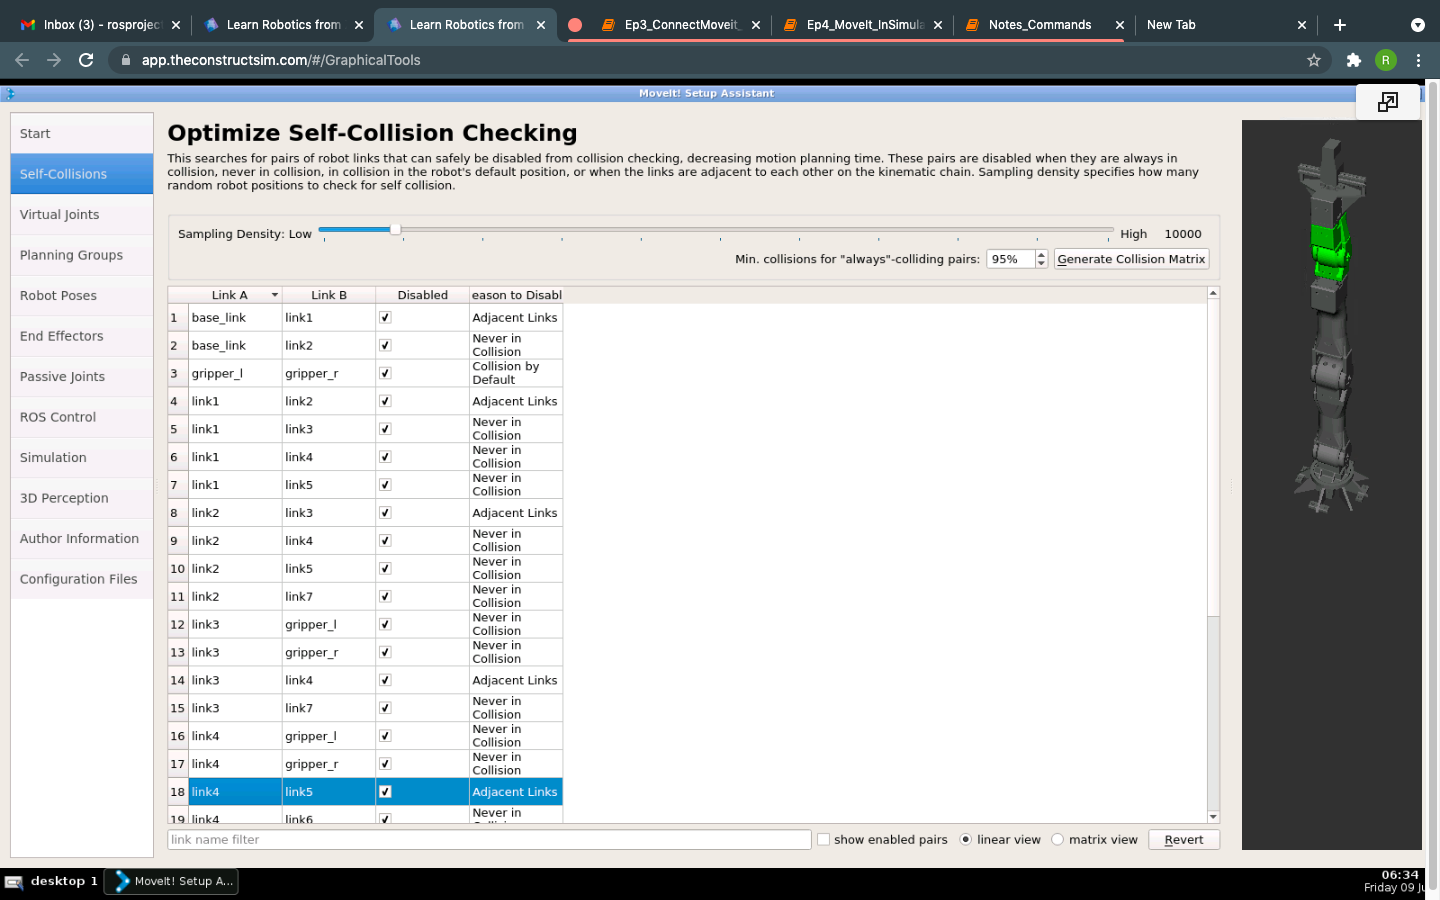 Inbox (3) - rosprojec
Learn Robotics from
Learn Robotics from
Ep3_ConnectMoveit_
Ep4_MoveIt_InSimula
Notes_Commands
New Tab
app.theconstructsim.com/#/GraphicalTools
R
MoveIt! Setup Assistant
Start
Self-Collisions
Virtual Joints
Planning Groups
Robot Poses
End Effectors
Passive Joints
ROS Control
Simulation
3D Perception
Author Information
Configuration Files
Optimize Self-Collision Checking
This searches for pairs of robot links that can safely be disabled from collision checking, decreasing motion planning time. These pairs are disabled when they are always in
collision, never in collision, in collision in the robot's default position, or when the links are adjacent to each other on the kinematic chain. Sampling density specifies how many
random robot positions to check for self collision.
Sampling Density: Low High 10000
Min. collisions for "always"-colliding pairs: 95% Generate Collision Matrix
Link A Link B Disabled eason to Disabl
1 base_link link1 Adjacent Links
2 base_link link2 Never in
Collision
3 gripper_l gripper_r Collision by
Default
4 link1 link2 Adjacent Links
5 link1 link3 Never in
Collision
6 link1 link4 Never in
Collision
7 link1 link5 Never in
Collision
8 link2 link3 Adjacent Links
9 link2 link4 Never in
Collision
10 link2 link5 Never in
Collision
11 link2 link7 Never in
Collision
12 link3 gripper_l Never in
Collision
13 link3 gripper_r Never in
Collision
14 link3 link4 Adjacent Links
15 link3 link7 Never in
Collision
16 link4 gripper_l Never in
Collision
17 link4 gripper_r Never in
Collision
18 link4 link5 Adjacent Links
19 link4 link6 Never in
link name filter
show enabled pairs linear view matrix view Revert
desktop 1 MoveIt! Setup A...
06:34
Friday 09 Ju